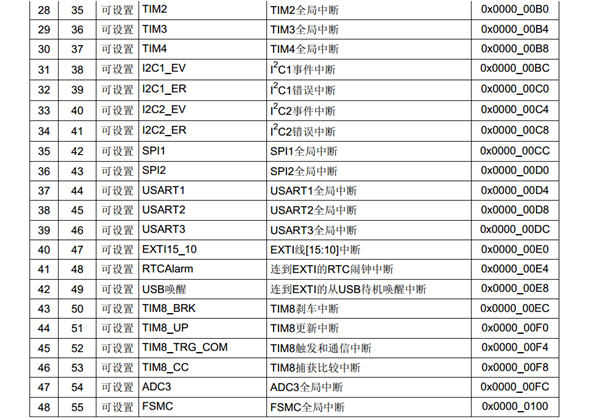 28 35 可设置 TIM2 TIM2全局中断 0x0000_00B0
29 36 可设置 TIM3 TIM3全局中断 0x0000_00B4
30 37 可设置 TIM4 TIM4全局中断 0x0000_00B8
31 38 可设置 I2C1_EV I²C1事件中断 0x0000_00BC
32 39 可设置 I2C1_ER I²C1错误中断 0x0000_00C0
33 40 可设置 I2C2_EV I²C2事件中断 0x0000_00C4
34 41 可设置 I2C2_ER I²C2错误中断 0x0000_00C8
35 42 可设置 SPI1 SPI1全局中断 0x0000_00CC
36 43 可设置 SPI2 SPI2全局中断 0x0000_00D0
37 44 可设置 USART1 USART1全局中断 0x0000_00D4
38 45 可设置 USART2 USART2全局中断 0x0000_00D8
39 46 可设置 USART3 USART3全局中断 0x0000_00DC
40 47 可设置 EXTI15_10 EXTI线[15:10]中断 0x0000_00E0
41 48 可设置 RTCAlarm 连到EXTI的RTC闹钟中断 0x0000_00E4
42 49 可设置 USB唤醒 连到EXTI的从USB待机唤醒中断 0x0000_00E8
43 50 可设置 TIM8_BRK TIM8刹车中断 0x0000_00EC
44 51 可设置 TIM8_UP TIM8更新中断 0x0000_00F0
45 52 可设置 TIM8_TRG_COM TIM8触发和通信中断 0x0000_00F4
46 53 可设置 TIM8_CC TIM8捕获比较中断 0x0000_00F8
47 54 可设置 ADC3 ADC3全局中断 0x0000_00FC
48 55 可设置 FSMC FSMC全局中断 0x0000_0100